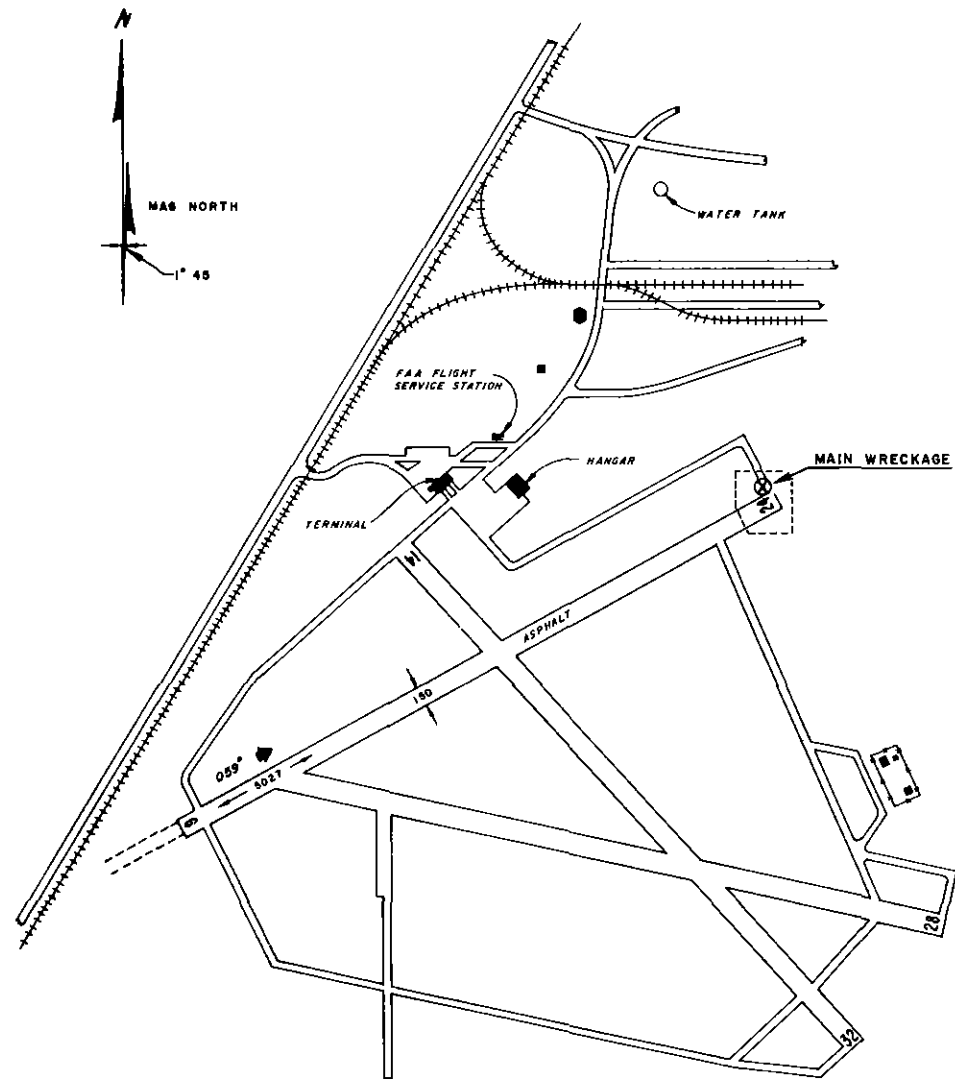 N
MAG NORTH
1° 45
WATER TANK
FAA FLIGHT
SERVICE STATION
HANGAR
MAIN WRECKAGE
TERMINAL
24
14
ASPHALT
150
059°
5027
6
28
32